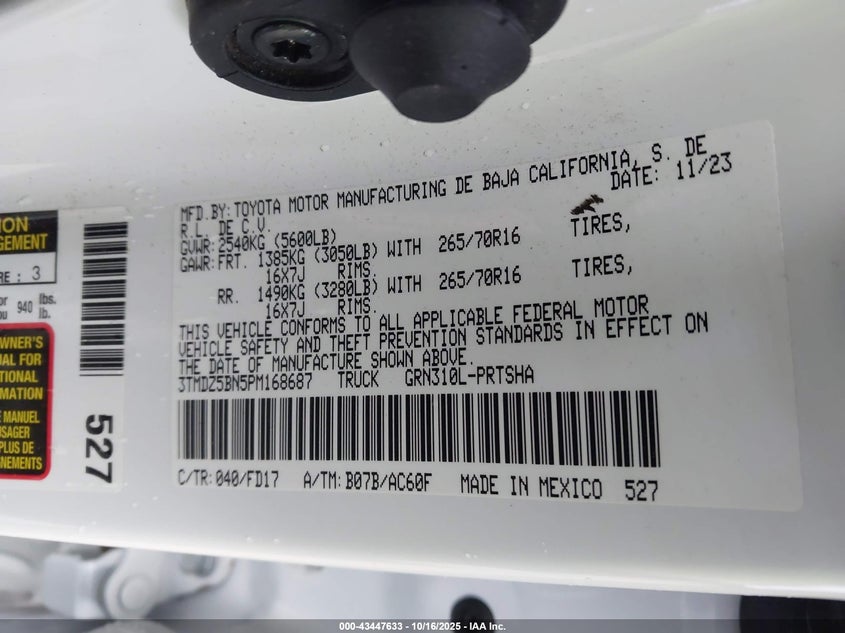 MFD.BY:TOYOTA MOTOR MANUFACTURING DE BAJA CALIFORNIA, S. DE
R.L. DE C.V. DATE: 11/23
GVWR:2540KG (5600LB)
GAWR:FRT. 1385KG (3050LB) WITH 265/70R16 TIRES,
16X7J RIMS.
RR. 1490KG (3280LB) WITH 265/70R16 TIRES,
16X7J RIMS.
THIS VEHICLE CONFORMS TO ALL APPLICABLE FEDERAL MOTOR
VEHICLE SAFETY AND THEFT PREVENTION STANDARDS IN EFFECT ON
THE DATE OF MANUFACTURE SHOWN ABOVE.
3TMDZ5BN5PM168687 TRUCK GRN310L-PRTSHA
C/TR:040/FD17 A/TM:B07B/AC60F MADE IN MEXICO 527
3
940 lbs.
lb.
527
000-43447633 - 10/16/2025 - IAA, Inc.